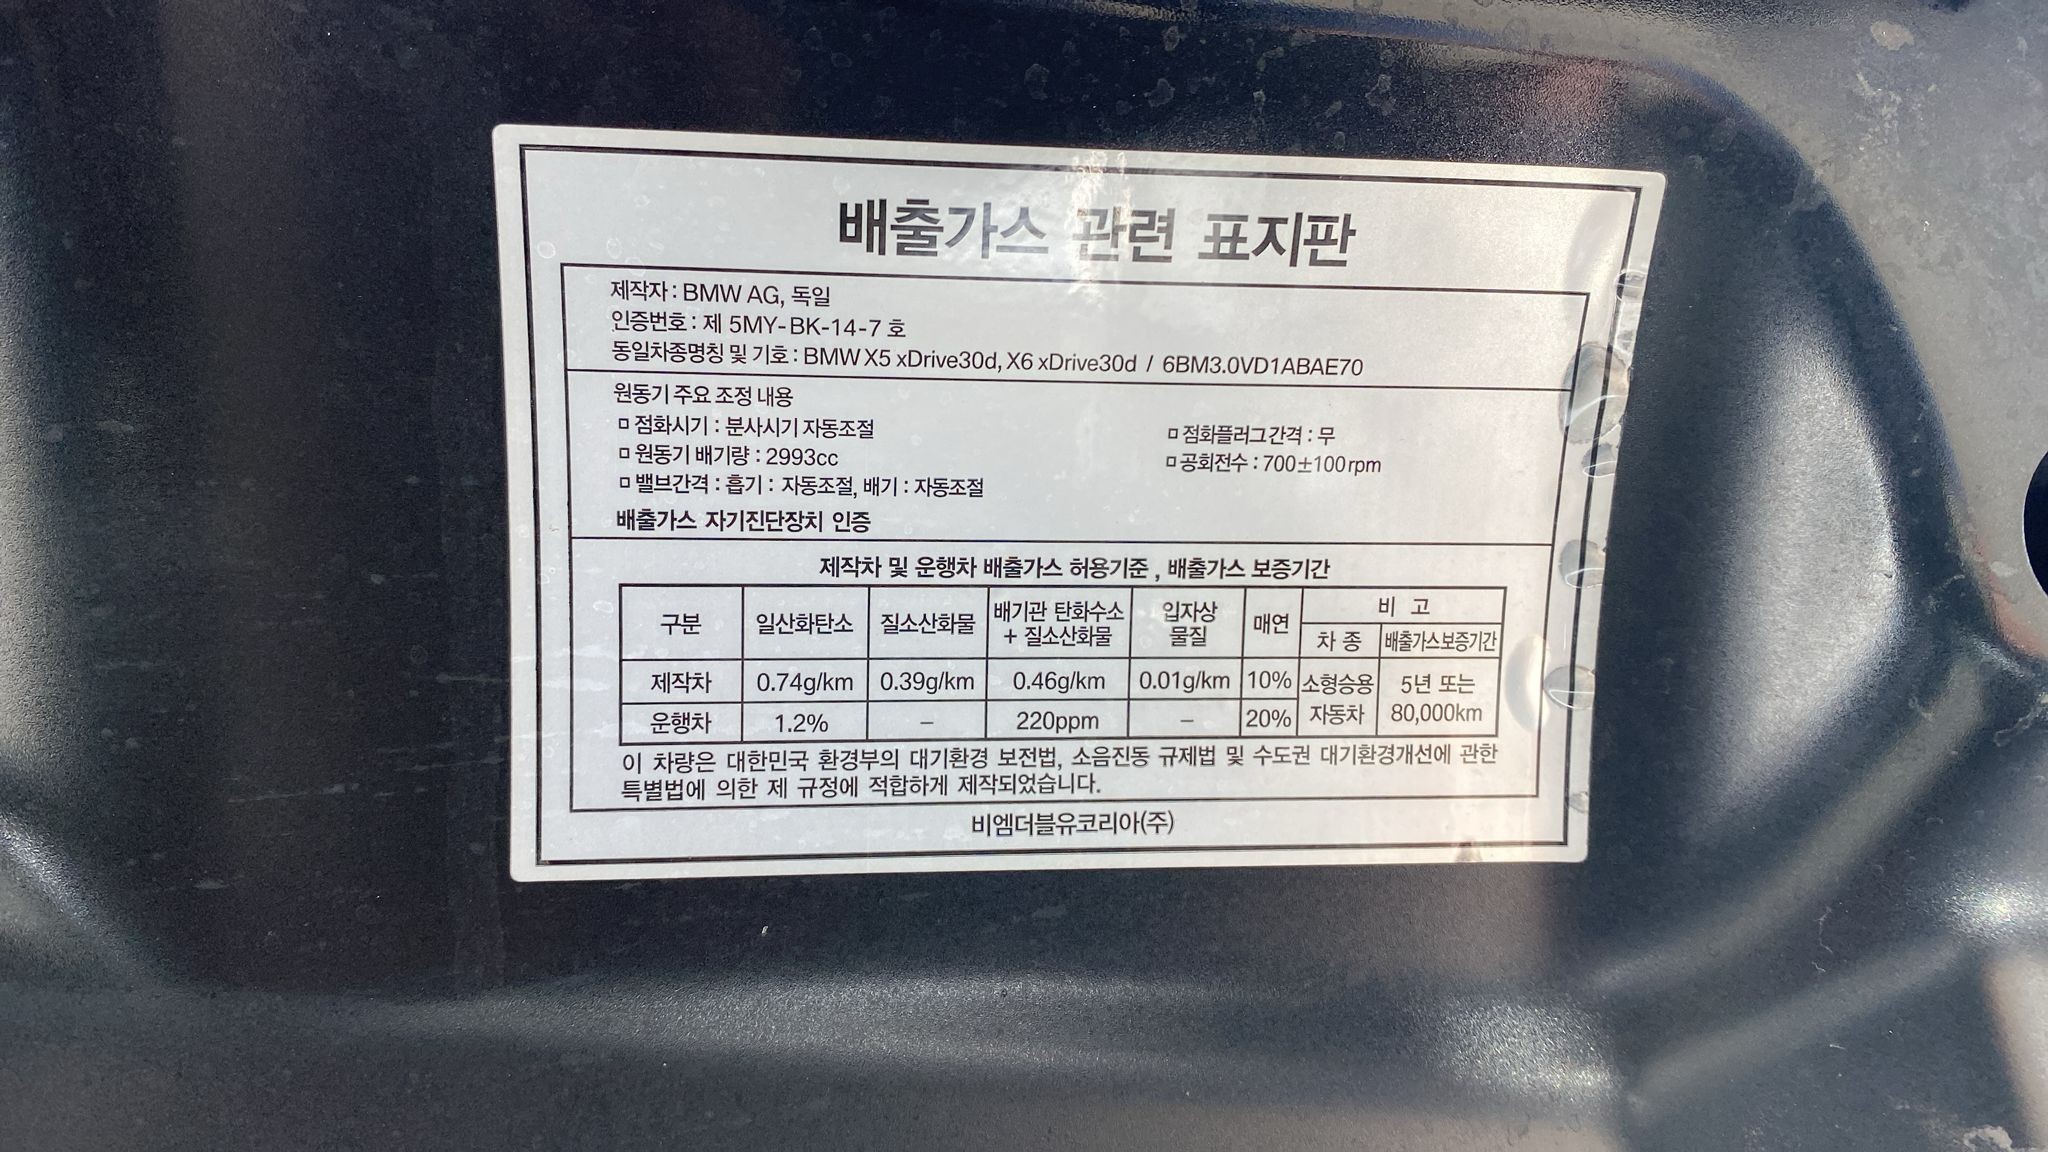 배출가스 관련 표지판
제작자 : BMW AG, 독일
인증번호 : 제 5MY-BK-14-7 호
동일차종명칭 및 기호 : BMW X5 xDrive30d, X6 xDrive30d / 6BM3.0VD1ABAE70
원동기 주요 조정 내용
□ 점화시기 : 분사시기 자동조절 □ 점화플러그간격 : 무
□ 원동기 배기량 : 2993cc □ 공회전수 : 700±100rpm
□ 밸브간격 : 흡기 : 자동조절, 배기 : 자동조절
배출가스 자기진단장치 인증
제작차 및 운행차 배출가스 허용기준 , 배출가스 보증기간
구분 일산화탄소 질소산화물 배기관 탄화수소 + 질소산화물 입자상 물질 매연 비 고
차 종 배출가스보증기간
제작차 0.74g/km 0.39g/km 0.46g/km 0.01g/km 10% 소형승용 자동차 5년 또는 80,000km
운행차 1.2% – 220ppm – 20%
이 차량은 대한민국 환경부의 대기환경 보전법, 소음진동 규제법 및 수도권 대기환경개선에 관한
특별법에 의한 제 규정에 적합하게 제작되었습니다.
비엠더블유코리아(주)